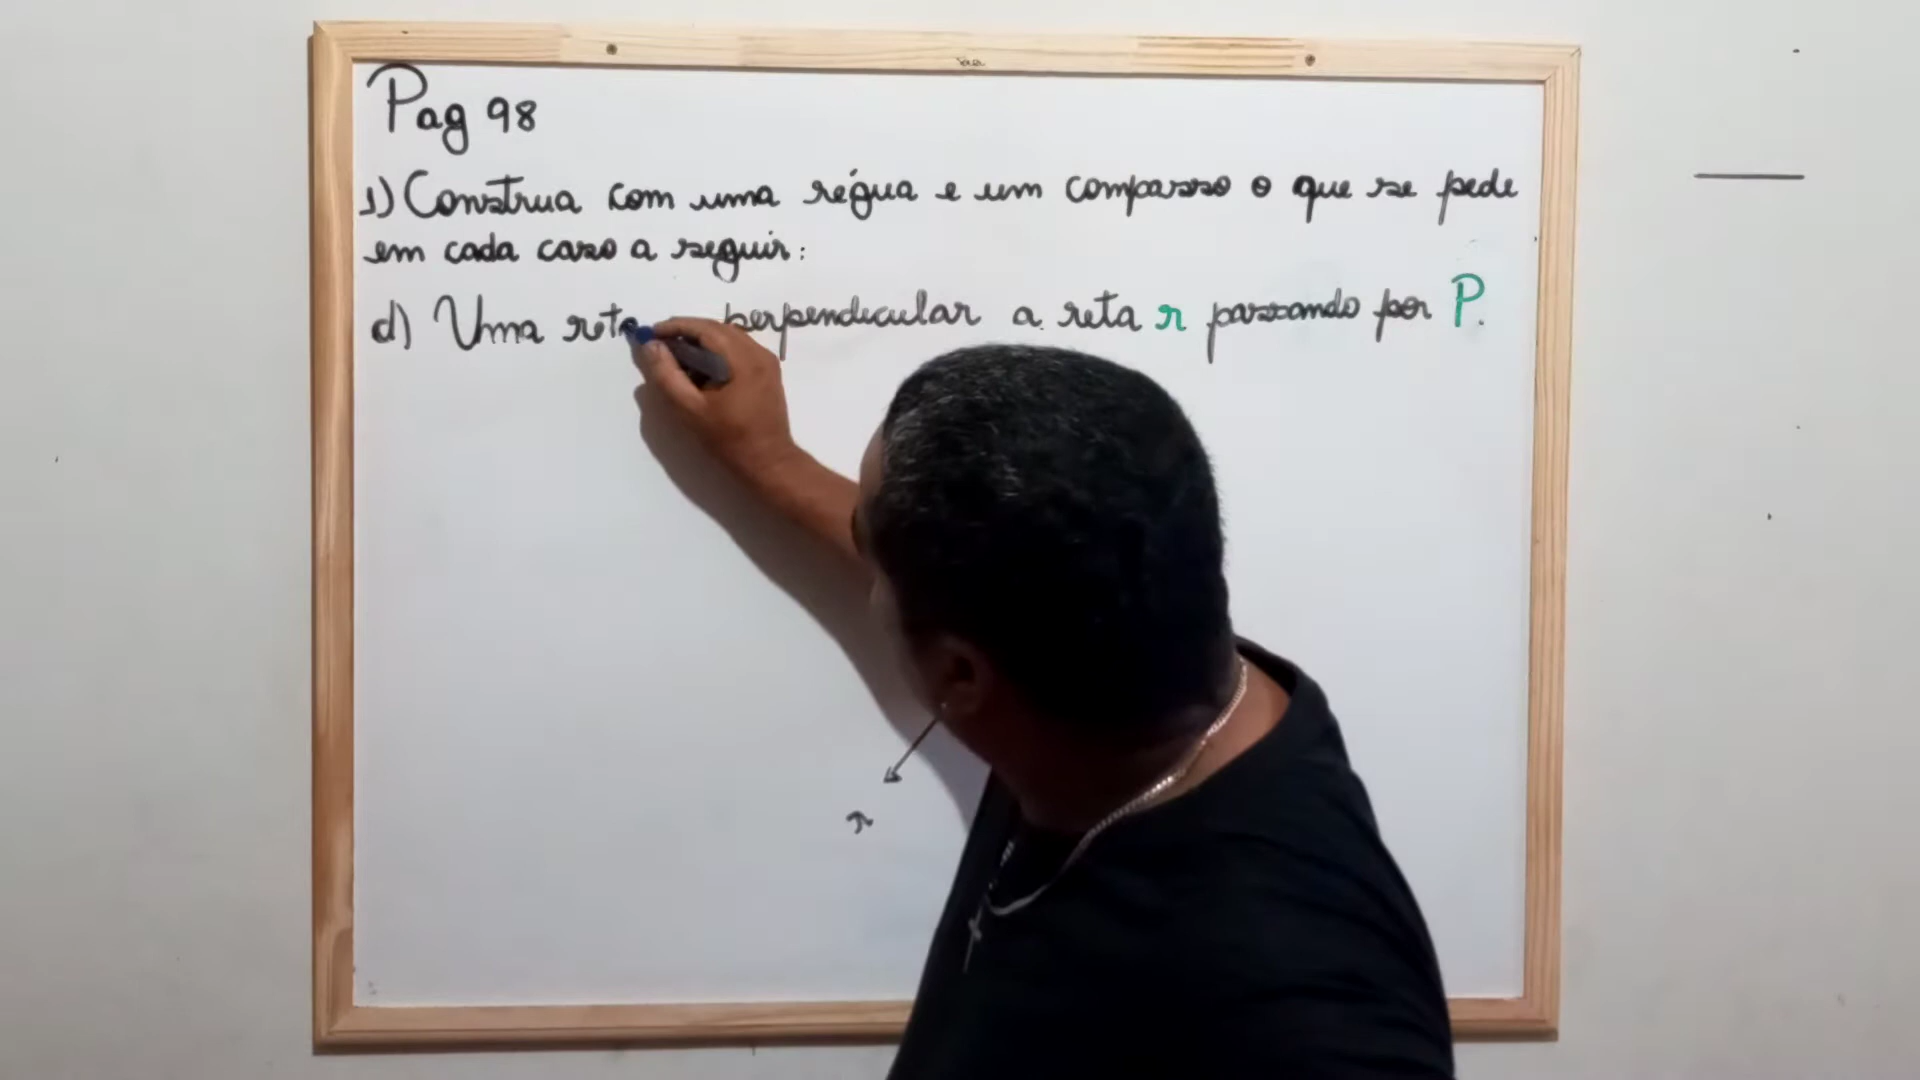 Pag 98
1) Construa com uma régua e um compasso o que se pede
em cada caso a seguir:
d) Uma reta perpendicular a reta r passando por P.
r